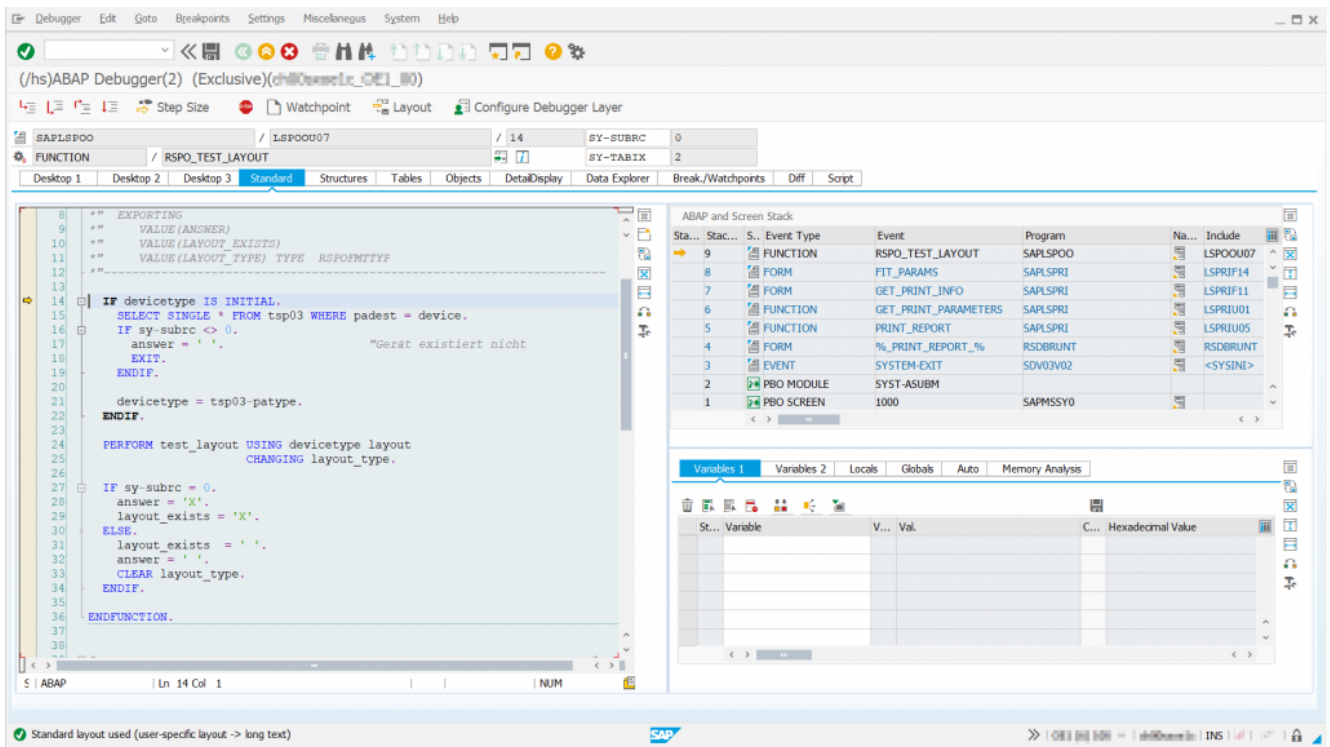 Debugger Edit Goto Breakpoints Settings Miscellaneous System Help
(/hs)ABAP Debugger(2) (Exclusive)(
Step Size Watchpoint Layout Configure Debugger Layer
SAPLSPOO / LSPOOU07 / 14 SY-SUBRC 0
FUNCTION / RSPO_TEST_LAYOUT SY-TABIX 2
Desktop 1 Desktop 2 Desktop 3 Standard Structures Tables Objects DetailDisplay Data Explorer Break./Watchpoints Diff Script
8 *" EXPORTING
9 *" VALUE(ANSWER)
10 *" VALUE(LAYOUT_EXISTS)
11 *" VALUE(LAYOUT_TYPE) TYPE RSPOFMTTYP
12 *"----------------------------------------------------------------------
13
14 IF devicetype IS INITIAL.
15 SELECT SINGLE * FROM tsp03 WHERE padest = device.
16 IF sy-subrc <> 0.
17 answer = ' '. "Gerat existiert nicht
18 EXIT.
19 ENDIF.
20
21 devicetype = tsp03-patype.
22 ENDIF.
23
24 PERFORM test_layout USING devicetype layout
25 CHANGING layout_type.
26
27 IF sy-subrc = 0.
28 answer = 'X'.
29 layout_exists = 'X'.
30 ELSE.
31 layout_exists = ' '.
32 answer = ' '.
33 CLEAR layout_type.
34 ENDIF.
35
36 ENDFUNCTION.
37
38
S ABAP Ln 14 Col 1 NUM
ABAP and Screen Stack
Sta... Stac... S.. Event Type Event Program Na... Include
9 FUNCTION RSPO_TEST_LAYOUT SAPLSPOO LSPOOU07
8 FORM FIT_PARAMS SAPLSPRI LSPRIF14
7 FORM GET_PRINT_INFO SAPLSPRI LSPRIF11
6 FUNCTION GET_PRINT_PARAMETERS SAPLSPRI LSPRIU01
5 FUNCTION PRINT_REPORT SAPLSPRI LSPRIU05
4 FORM %_PRINT_REPORT_% RSDBRUNT RSDBRUNT
3 EVENT SYSTEM-EXIT SDV03V02 <SYSINI>
2 PBO MODULE SYST-ASUBM
1 PBO SCREEN 1000 SAPMSSY0
Variables 1 Variables 2 Locals Globals Auto Memory Analysis
St... Variable V... Val. C... Hexadecimal Value
Standard layout used (user-specific layout -> long text)
SAP
INS